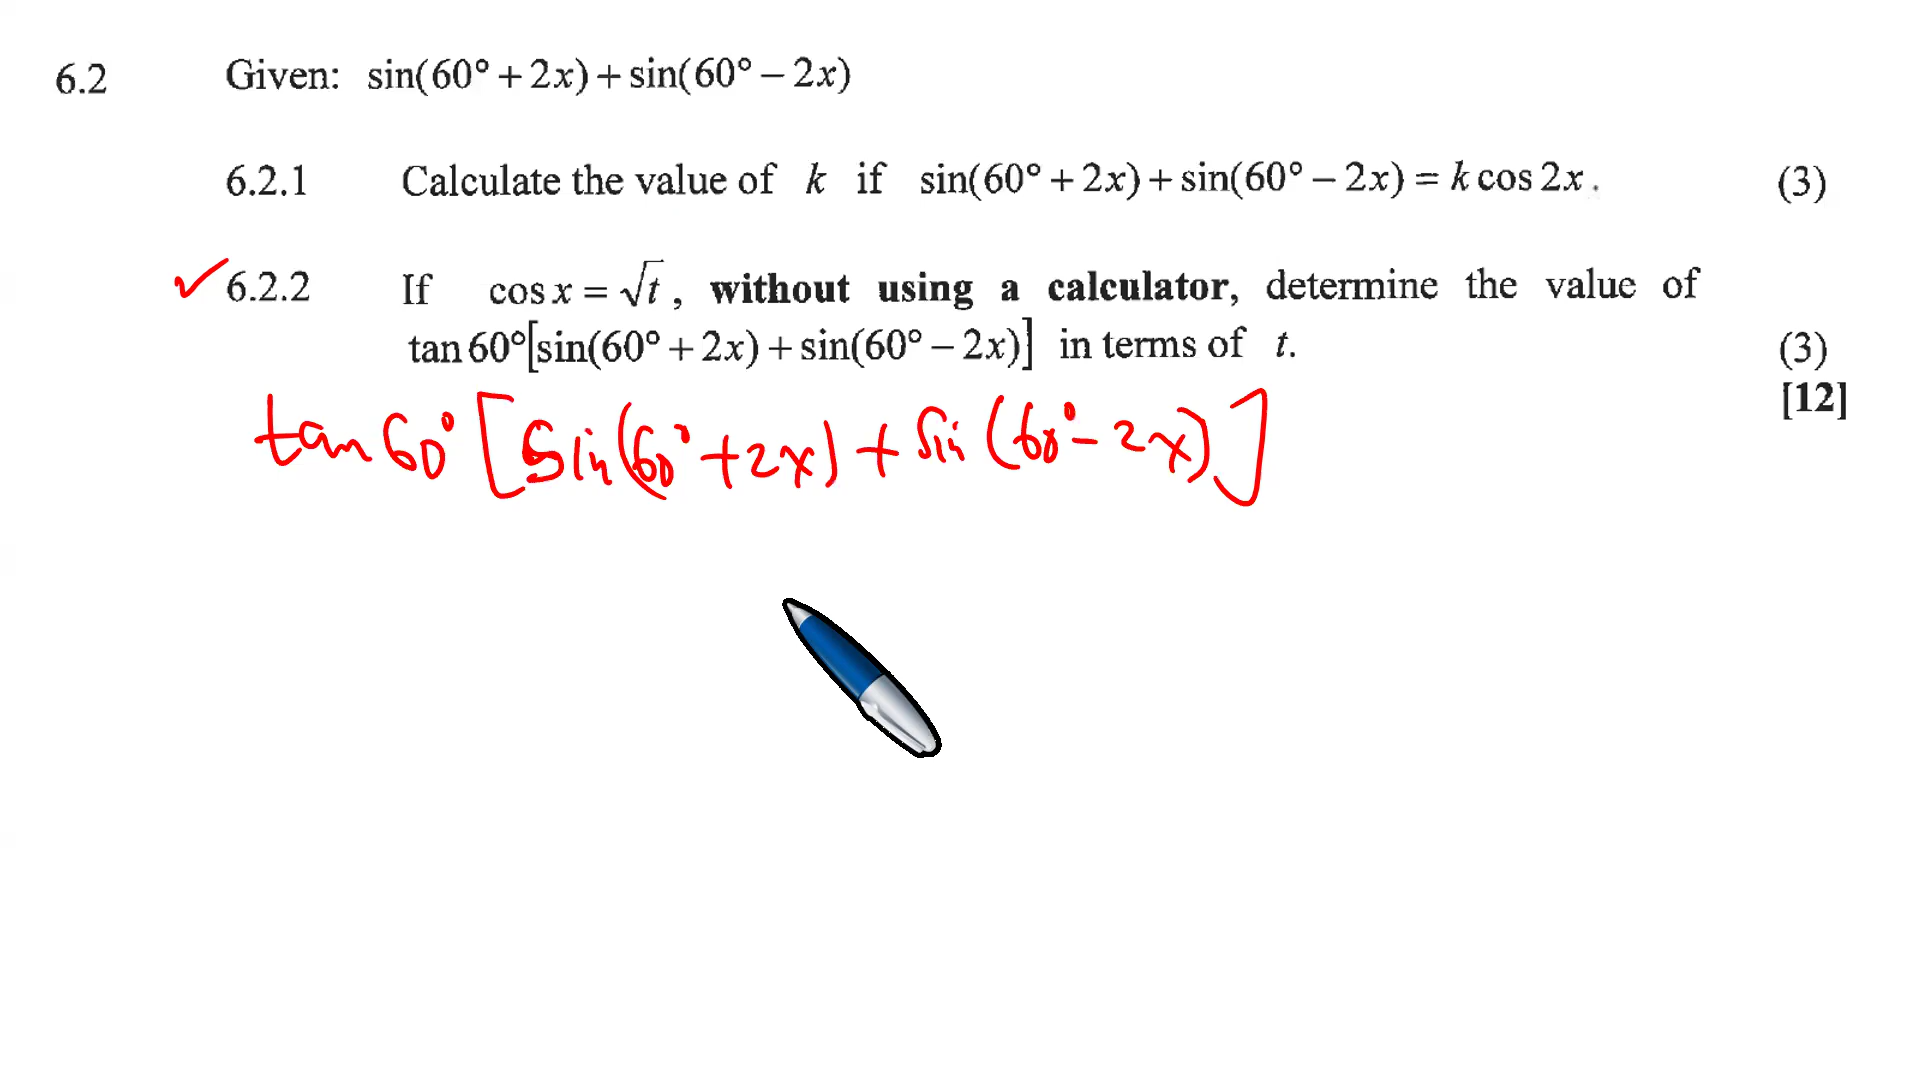 6.2 Given: sin(60° + 2x) + sin(60° − 2x)
6.2.1 Calculate the value of k if sin(60° + 2x) + sin(60° − 2x) = k cos 2x. (3)
✓ 6.2.2 If cos x = √t, without using a calculator, determine the value of
tan 60°[sin(60° + 2x) + sin(60° − 2x)] in terms of t. (3)
[12]
tan 60° [sin(60° + 2x) + sin(60° − 2x)]